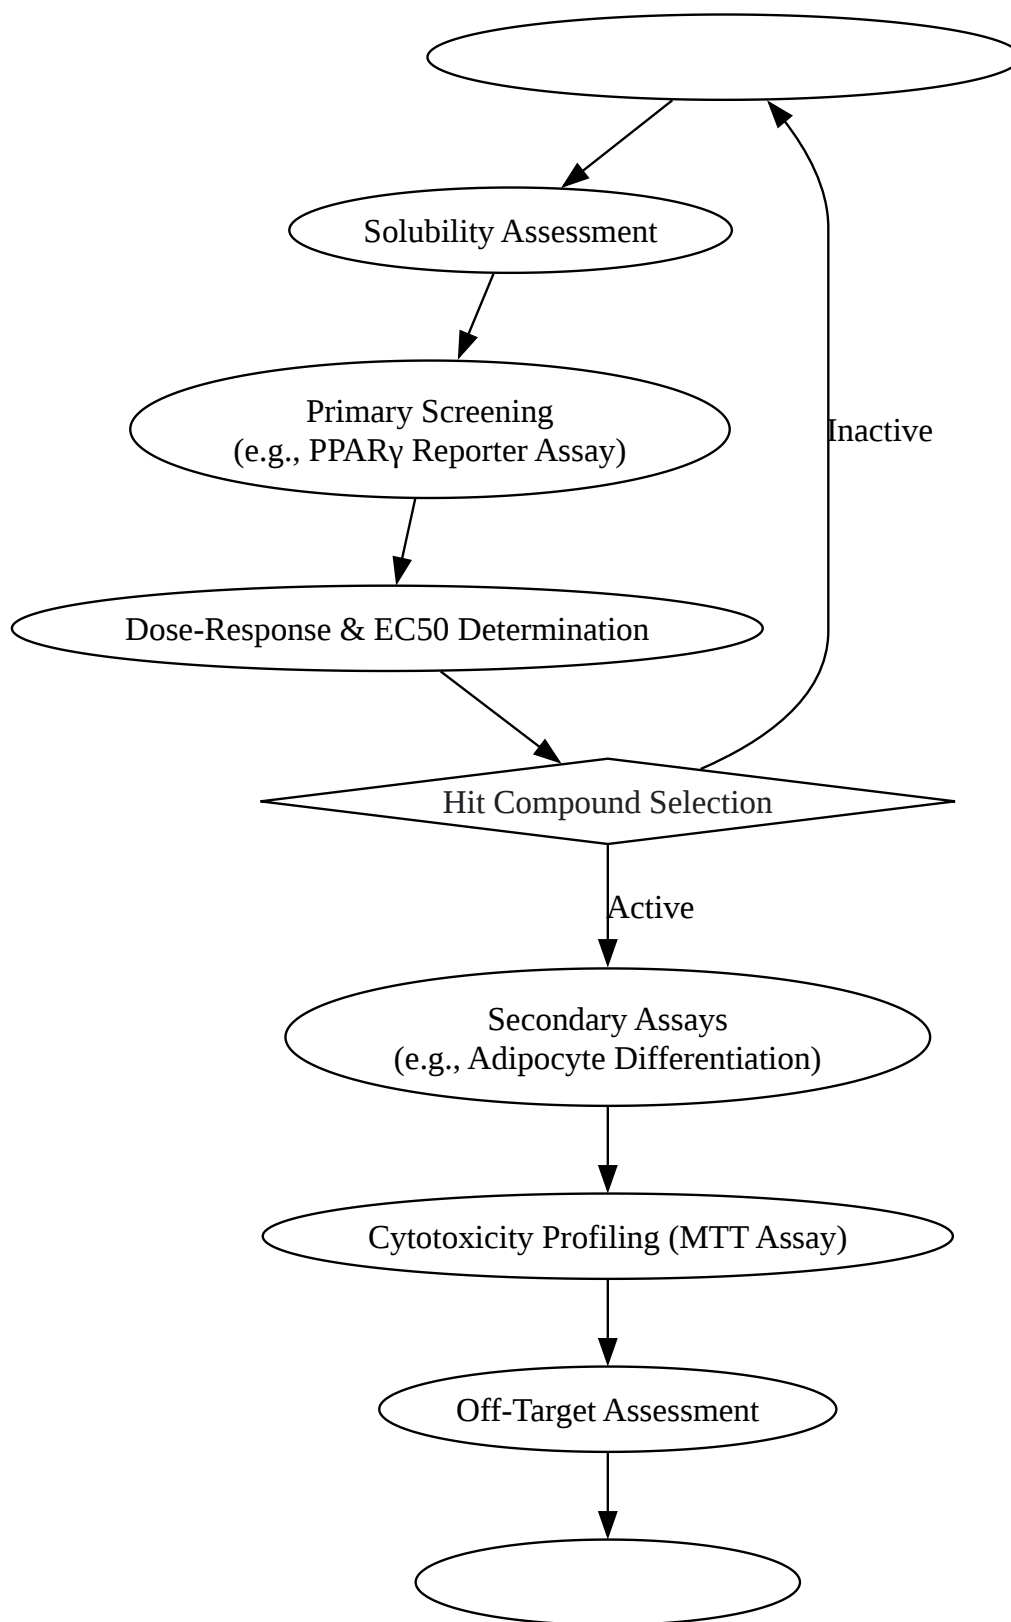 Solubility Assessment
Primary Screening
(e.g., PPARγ Reporter Assay)
Inactive
Dose-Response & EC50 Determination
Hit Compound Selection
Active
Secondary Assays
(e.g., Adipocyte Differentiation)
Cytotoxicity Profiling (MTT Assay)
Off-Target Assessment